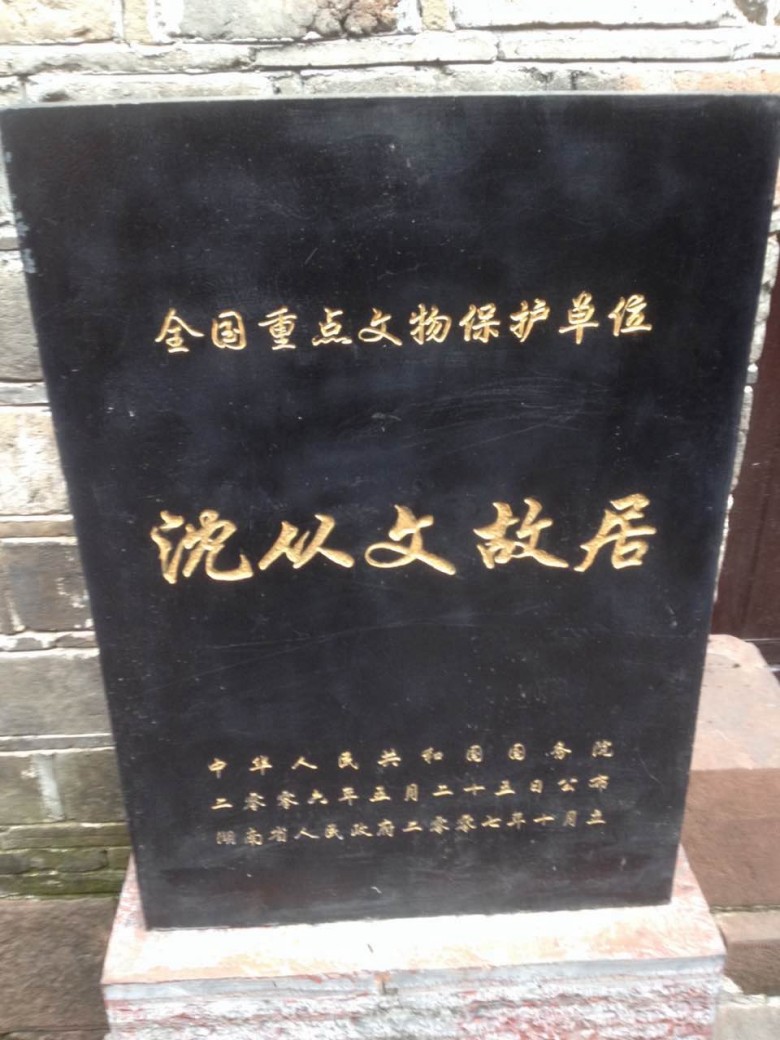 全国重点文物保护单位
沈从文故居
中华人民共和国国务院
二零零六年五月二十五日公布
湖南省人民政府二零零七年十月立